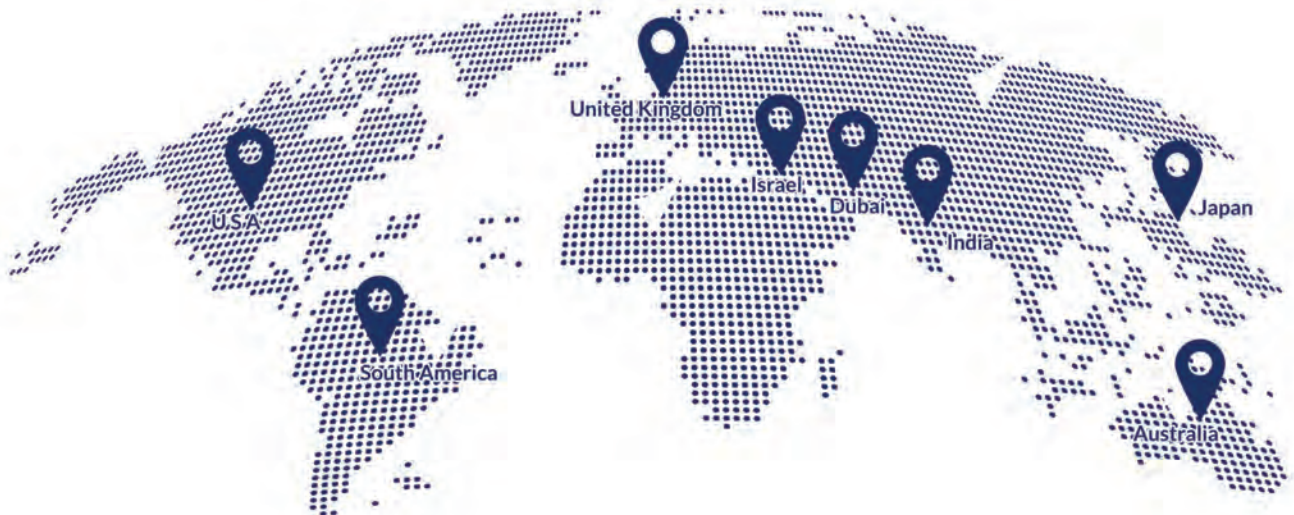 United Kingdom
Israel
Dubai
U.S.A
Japan
India
South America
Australia